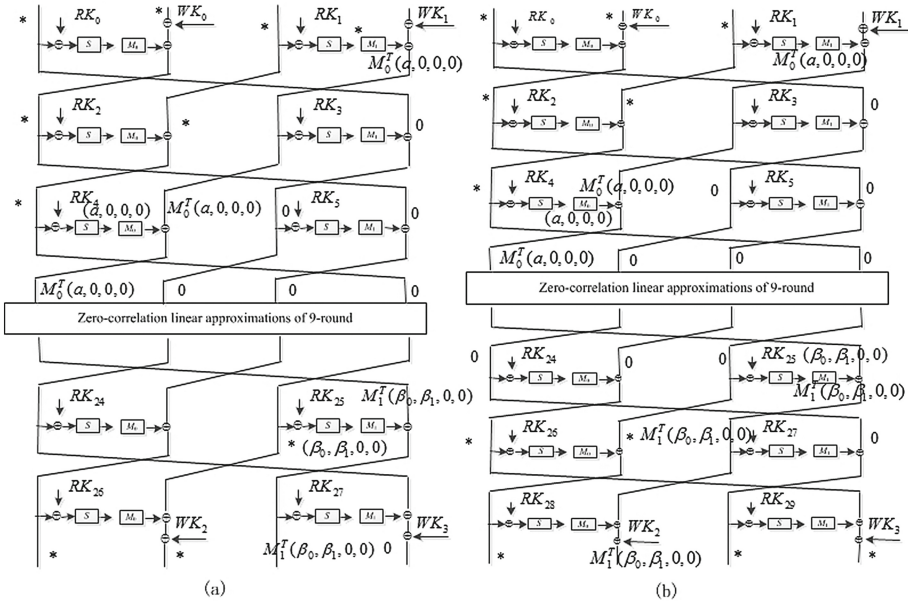 * RK₀ * WK₀ * RK₁ * WK₁
S M₀ S M₁
M₀ᵀ(a,0,0,0)
* RK₂ * RK₃ 0
S M₀ S M₁
* RK₄ (a,0,0,0) M₀ᵀ(a,0,0,0) 0 RK₅ 0
S M₀ S M₁
M₀ᵀ(a,0,0,0) 0 0 0
Zero-correlation linear approximations of 9-round
RK₂₄ RK₂₅ M₁ᵀ(β₀,β₁,0,0)
S M₀ S M₁
* (β₀,β₁,0,0)
RK₂₆ RK₂₇
S M₀ WK₂ S M₁ WK₃
* * M₁ᵀ(β₀,β₁,0,0) 0
(a)
* RK₀ * WK₀ * RK₁ WK₁
S M₀ S M₁
M₀ᵀ(a,0,0,0)
* RK₂ * RK₃ 0
S M₀ S M₁
* RK₄ M₀ᵀ(a,0,0,0) 0 RK₅ 0
S M₀ S M₁
(a,0,0,0)
M₀ᵀ(a,0,0,0) 0 0 0
Zero-correlation linear approximations of 9-round
0 RK₂₄ 0 0 RK₂₅ (β₀,β₁,0,0)
S M₀ S M₁
M₁ᵀ(β₀,β₁,0,0)
* RK₂₆ * M₁ᵀ(β₀,β₁,0,0) RK₂₇ 0
S M₀ S M₁
RK₂₈ RK₂₉
S M₀ WK₂ S M₁ WK₃
* M₁ᵀ(β₀,β₁,0,0) * *
(b)